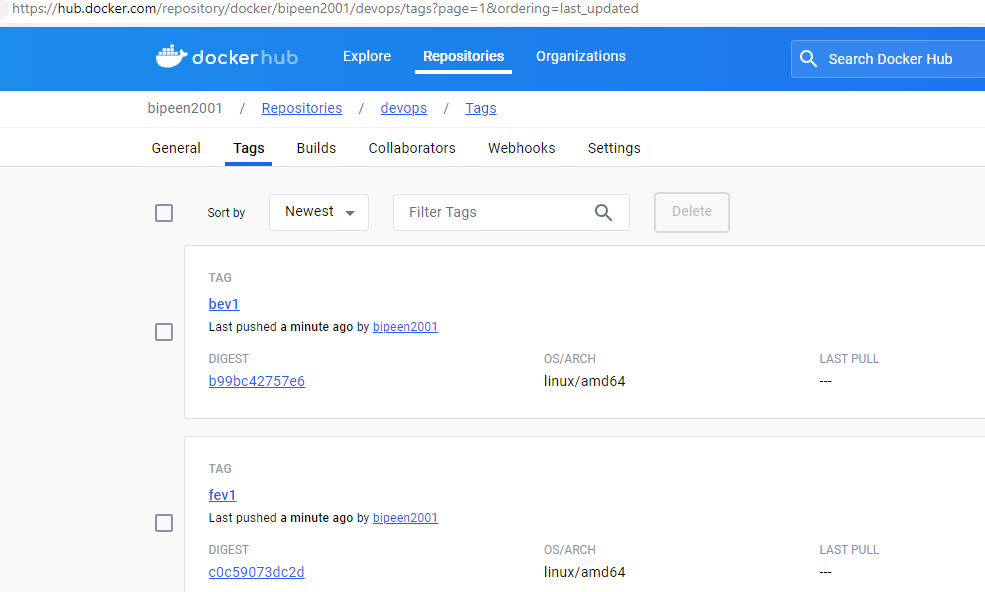 https://hub.docker.com/repository/docker/bipeen2001/devops/tags?page=1&ordering=last_updated
dockerhub Explore Repositories Organizations Search Docker Hub
bipeen2001 / Repositories / devops / Tags
General Tags Builds Collaborators Webhooks Settings
Sort by Newest Filter Tags Delete
TAG
bev1
Last pushed a minute ago by bipeen2001
DIGEST OS/ARCH LAST PULL
b99bc42757e6 linux/amd64 ---
TAG
fev1
Last pushed a minute ago by bipeen2001
DIGEST OS/ARCH LAST PULL
c0c59073dc2d linux/amd64 ---